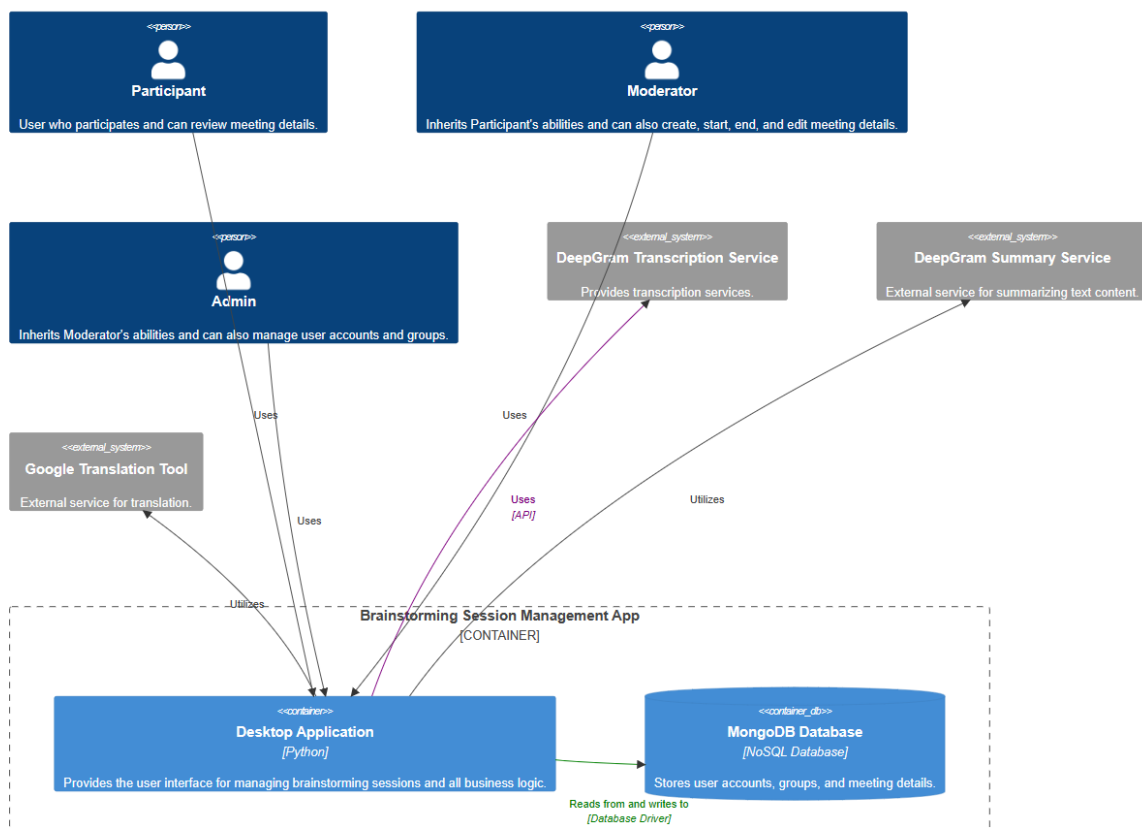 <<person>>
Participant
User who participates and can review meeting details.
<<person>>
Moderator
Inherits Participant's abilities and can also create, start, end, and edit meeting details.
<<person>>
Admin
Inherits Moderator's abilities and can also manage user accounts and groups.
<<external_system>>
DeepGram Transcription Service
Provides transcription services.
<<external_system>>
DeepGram Summary Service
External service for summarizing text content.
Uses
Uses
<<external_system>>
Google Translation Tool
External service for translation.
Uses
Uses
[API]
Utilizes
Utilizes
Brainstorming Session Management App
[CONTAINER]
<<container>>
Desktop Application
[Python]
Provides the user interface for managing brainstorming sessions and all business logic.
<<container_db>>
MongoDB Database
[NoSQL Database]
Stores user accounts, groups, and meeting details.
Reads from and writes to
[Database Driver]